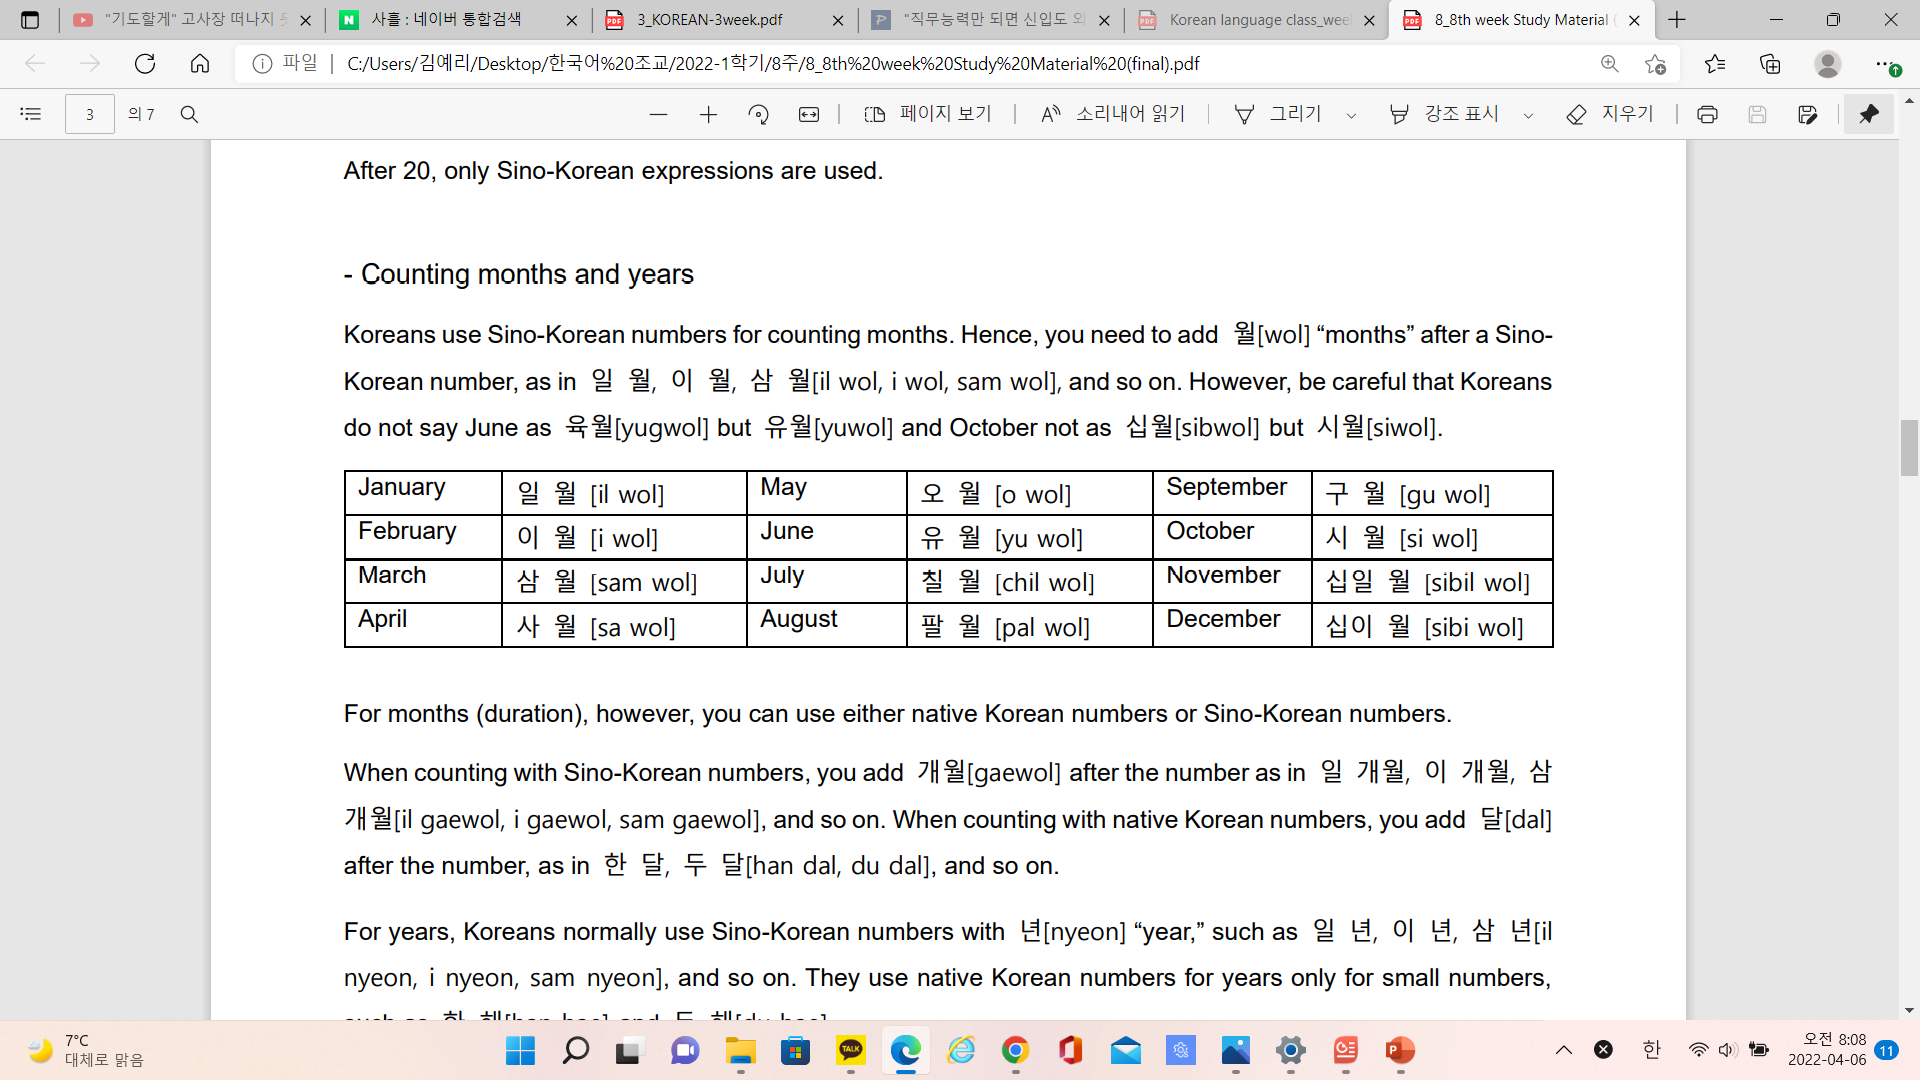 "기도할게" 고사장 떠나지 못
사흘 : 네이버 통합검색
3_KOREAN-3week.pdf
"직무능력만 되면 신입도 외
Korean language class_wee
8_8th week Study Material (
파일
C:/Users/김예리/Desktop/한국어%20조교/2022-1학기/8주/8_8th%20week%20Study%20Material%20(final).pdf
3 의 7
페이지 보기
소리내어 읽기
그리기
강조 표시
지우기
After 20, only Sino-Korean expressions are used.
- Counting months and years
Koreans use Sino-Korean numbers for counting months. Hence, you need to add 월[wol] “months” after a Sino-
Korean number, as in 일 월, 이 월, 삼 월[il wol, i wol, sam wol], and so on. However, be careful that Koreans
do not say June as 육월[yugwol] but 유월[yuwol] and October not as 십월[sibwol] but 시월[siwol].
January 일 월 [il wol] May 오 월 [o wol] September 구 월 [gu wol]
February 이 월 [i wol] June 유 월 [yu wol] October 시 월 [si wol]
March 삼 월 [sam wol] July 칠 월 [chil wol] November 십일 월 [sibil wol]
April 사 월 [sa wol] August 팔 월 [pal wol] December 십이 월 [sibi wol]
For months (duration), however, you can use either native Korean numbers or Sino-Korean numbers.
When counting with Sino-Korean numbers, you add 개월[gaewol] after the number as in 일 개월, 이 개월, 삼
개월[il gaewol, i gaewol, sam gaewol], and so on. When counting with native Korean numbers, you add 달[dal]
after the number, as in 한 달, 두 달[han dal, du dal], and so on.
For years, Koreans normally use Sino-Korean numbers with 년[nyeon] “year,” such as 일 년, 이 년, 삼 년[il
nyeon, i nyeon, sam nyeon], and so on. They use native Korean numbers for years only for small numbers,
such as 한 해[han hae] and 두 해[du hae].
7°C
대체로 맑음
TALK
한
오전 8:08
2022-04-06
11